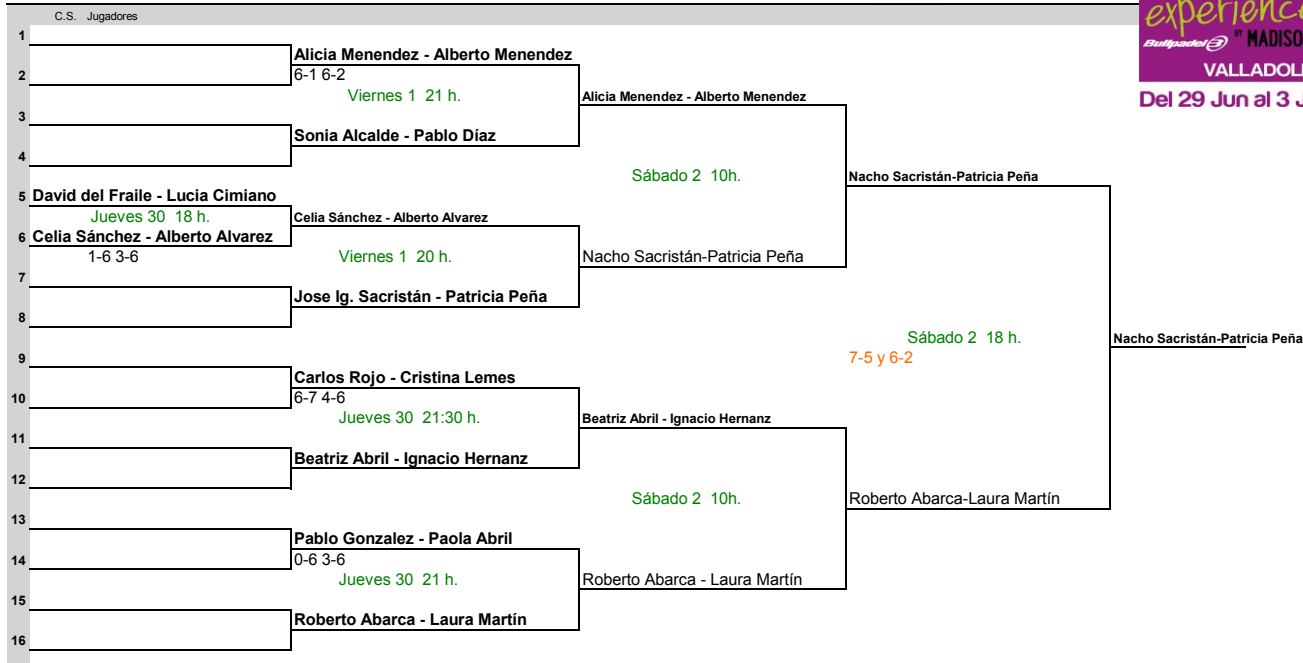 C.S. Jugadores
experience
Bullpadel BY MADISO
VALLADOL
Del 29 Jun al 3 J
1
Alicia Menendez - Alberto Menendez
2
6-1 6-2
Viernes 1 21 h.
Alicia Menendez - Alberto Menendez
3
Sonia Alcalde - Pablo Díaz
4
Sábado 2 10h.
Nacho Sacristán-Patricia Peña
5 David del Fraile - Lucia Cimiano
Jueves 30 18 h.
Celia Sánchez - Alberto Alvarez
6 Celia Sánchez - Alberto Alvarez
1-6 3-6
Viernes 1 20 h.
Nacho Sacristán-Patricia Peña
7
Jose Ig. Sacristán - Patricia Peña
8
Sábado 2 18 h.
Nacho Sacristán-Patricia Peña
9
7-5 y 6-2
Carlos Rojo - Cristina Lemes
10
6-7 4-6
Jueves 30 21:30 h.
Beatriz Abril - Ignacio Hernanz
11
Beatriz Abril - Ignacio Hernanz
12
Sábado 2 10h.
Roberto Abarca-Laura Martín
13
Pablo Gonzalez - Paola Abril
14
0-6 3-6
Jueves 30 21 h.
Roberto Abarca - Laura Martín
15
Roberto Abarca - Laura Martín
16